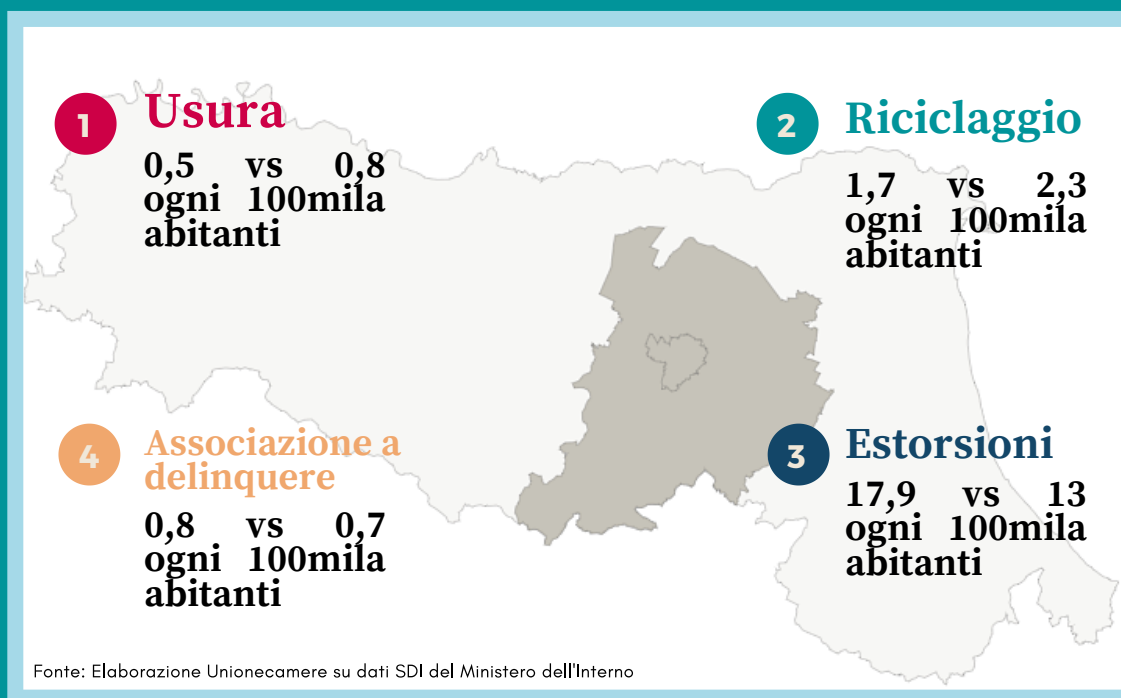 1
Usura
0,5 vs 0,8
ogni 100mila
abitanti
2
Riciclaggio
1,7 vs 2,3
ogni 100mila
abitanti
4
Associazione a
delinquere
0,8 vs 0,7
ogni 100mila
abitanti
3
Estorsioni
17,9 vs 13
ogni 100mila
abitanti
Fonte: Elaborazione Unionecamere su dati SDI del Ministero dell'Interno